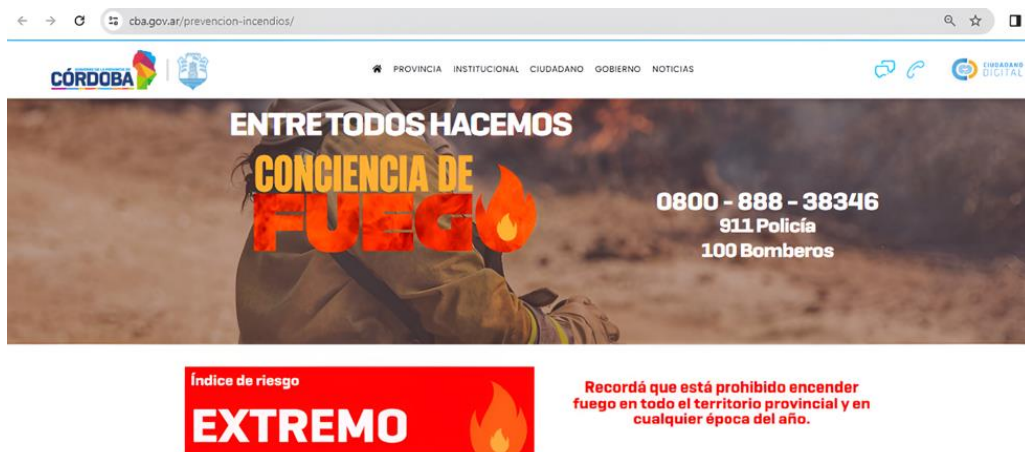 cba.gov.ar/prevencion-incendios/
CÓRDOBA
PROVINCIA INSTITUCIONAL CIUDADANO GOBIERNO NOTICIAS
CIUDADANO
DIGITAL
ENTRE TODOS HACEMOS
CONCIENCIA DE
FUEGO
0800 - 888 - 38346
911 Policía
100 Bomberos
Índice de riesgo
EXTREMO
Recordá que está prohibido encender
fuego en todo el territorio provincial y en
cualquier época del año.